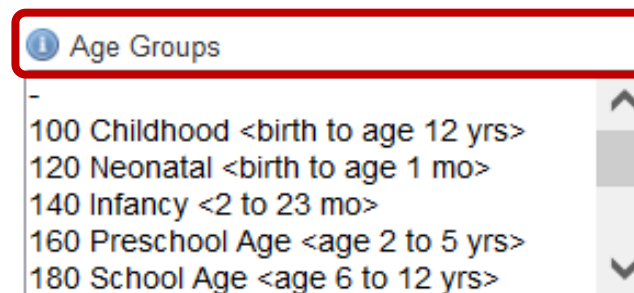 Age Groups
-
100 Childhood <birth to age 12 yrs>
120 Neonatal <birth to age 1 mo>
140 Infancy <2 to 23 mo>
160 Preschool Age <age 2 to 5 yrs>
180 School Age <age 6 to 12 yrs>